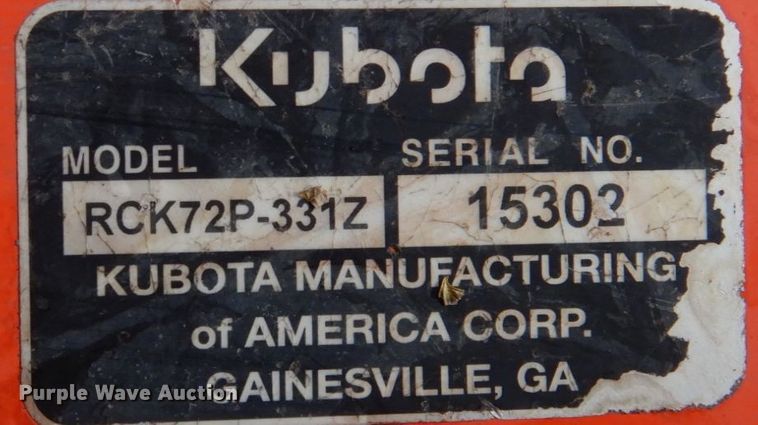 Kubota
MODEL SERIAL NO.
RCK72P-331Z 15302
KUBOTA MANUFACTURING
of AMERICA CORP.
GAINESVILLE, GA
Purple Wave Auction